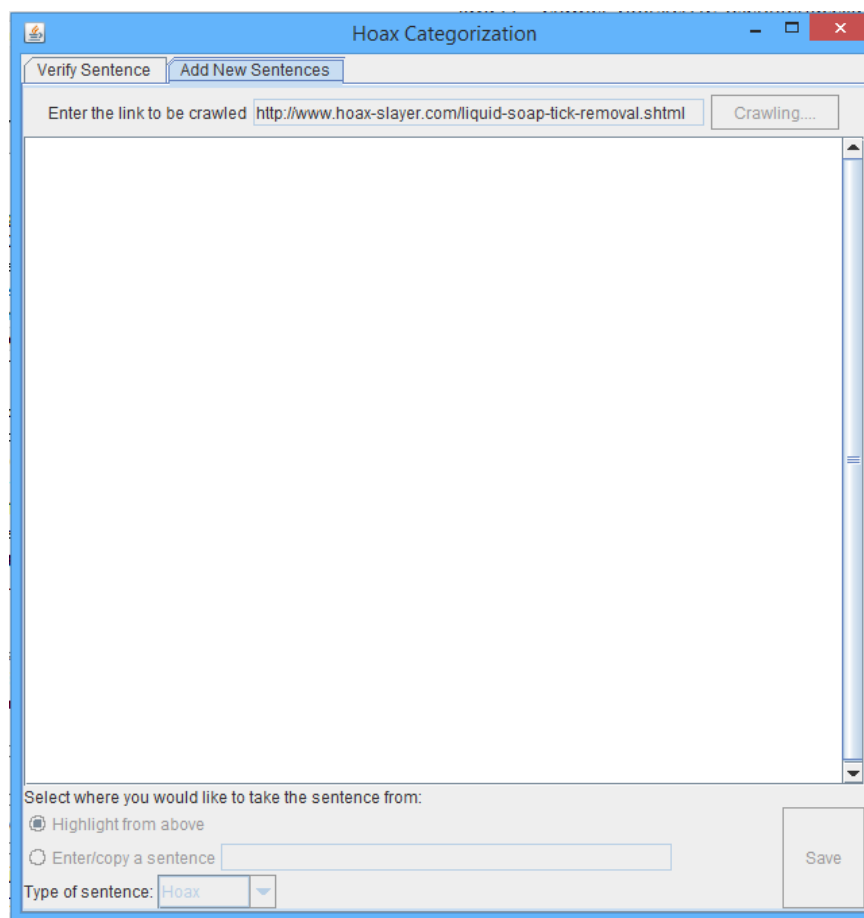 Hoax Categorization
Verify Sentence Add New Sentences
Enter the link to be crawled http://www.hoax-slayer.com/liquid-soap-tick-removal.shtml Crawling....
Select where you would like to take the sentence from:
Highlight from above
Enter/copy a sentence
Save
Type of sentence: Hoax